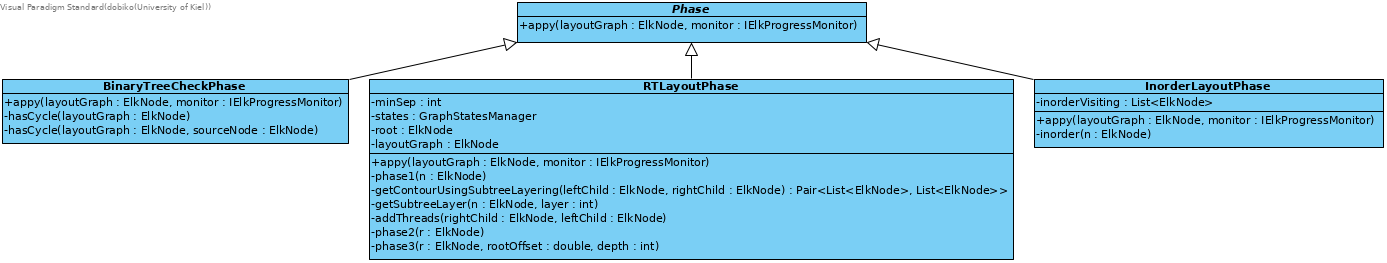 Visual Paradigm Standard(dobiko(University of Kiel))
Phase
+appy(layoutGraph : ElkNode, monitor : IElkProgressMonitor)
BinaryTreeCheckPhase
+appy(layoutGraph : ElkNode, monitor : IElkProgressMonitor)
-hasCycle(layoutGraph : ElkNode)
-hasCycle(layoutGraph : ElkNode, sourceNode : ElkNode)
RTLayoutPhase
-minSep : int
-states : GraphStatesManager
-root : ElkNode
-layoutGraph : ElkNode
+appy(layoutGraph : ElkNode, monitor : IElkProgressMonitor)
-phase1(n : ElkNode)
-getContourUsingSubtreeLayering(leftChild : ElkNode, rightChild : ElkNode) : Pair<List<ElkNode>, List<ElkNode>>
-getSubtreeLayer(n : ElkNode, layer : int)
-addThreads(rightChild : ElkNode, leftChild : ElkNode)
-phase2(r : ElkNode)
-phase3(r : ElkNode, rootOffset : double, depth : int)
InorderLayoutPhase
-inorderVisiting : List<ElkNode>
+appy(layoutGraph : ElkNode, monitor : IElkProgressMonitor)
-inorder(n : ElkNode)